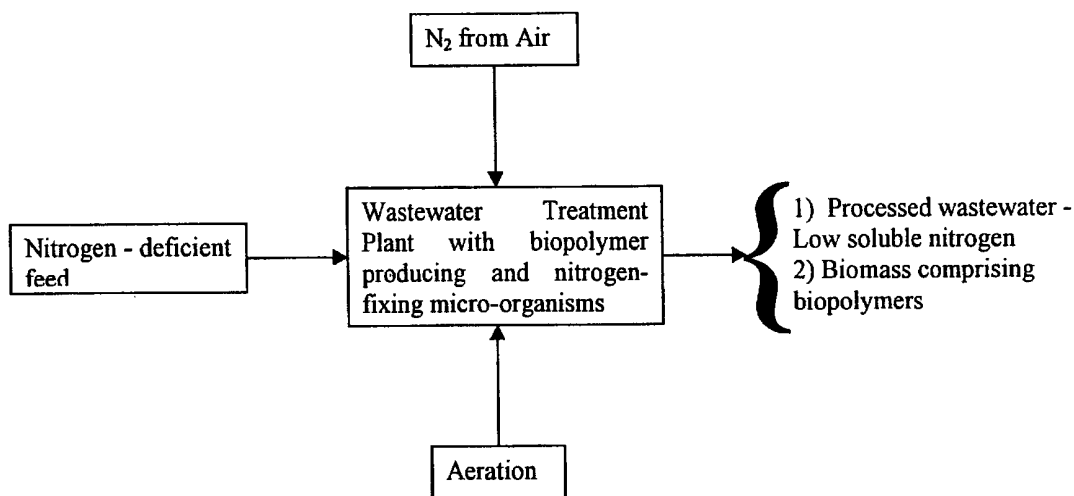 N₂ from Air
Nitrogen - deficient
feed
Wastewater Treatment
Plant with biopolymer
producing and nitrogen-
fixing micro-organisms
1) Processed wastewater -
Low soluble nitrogen
2) Biomass comprising
biopolymers
Aeration